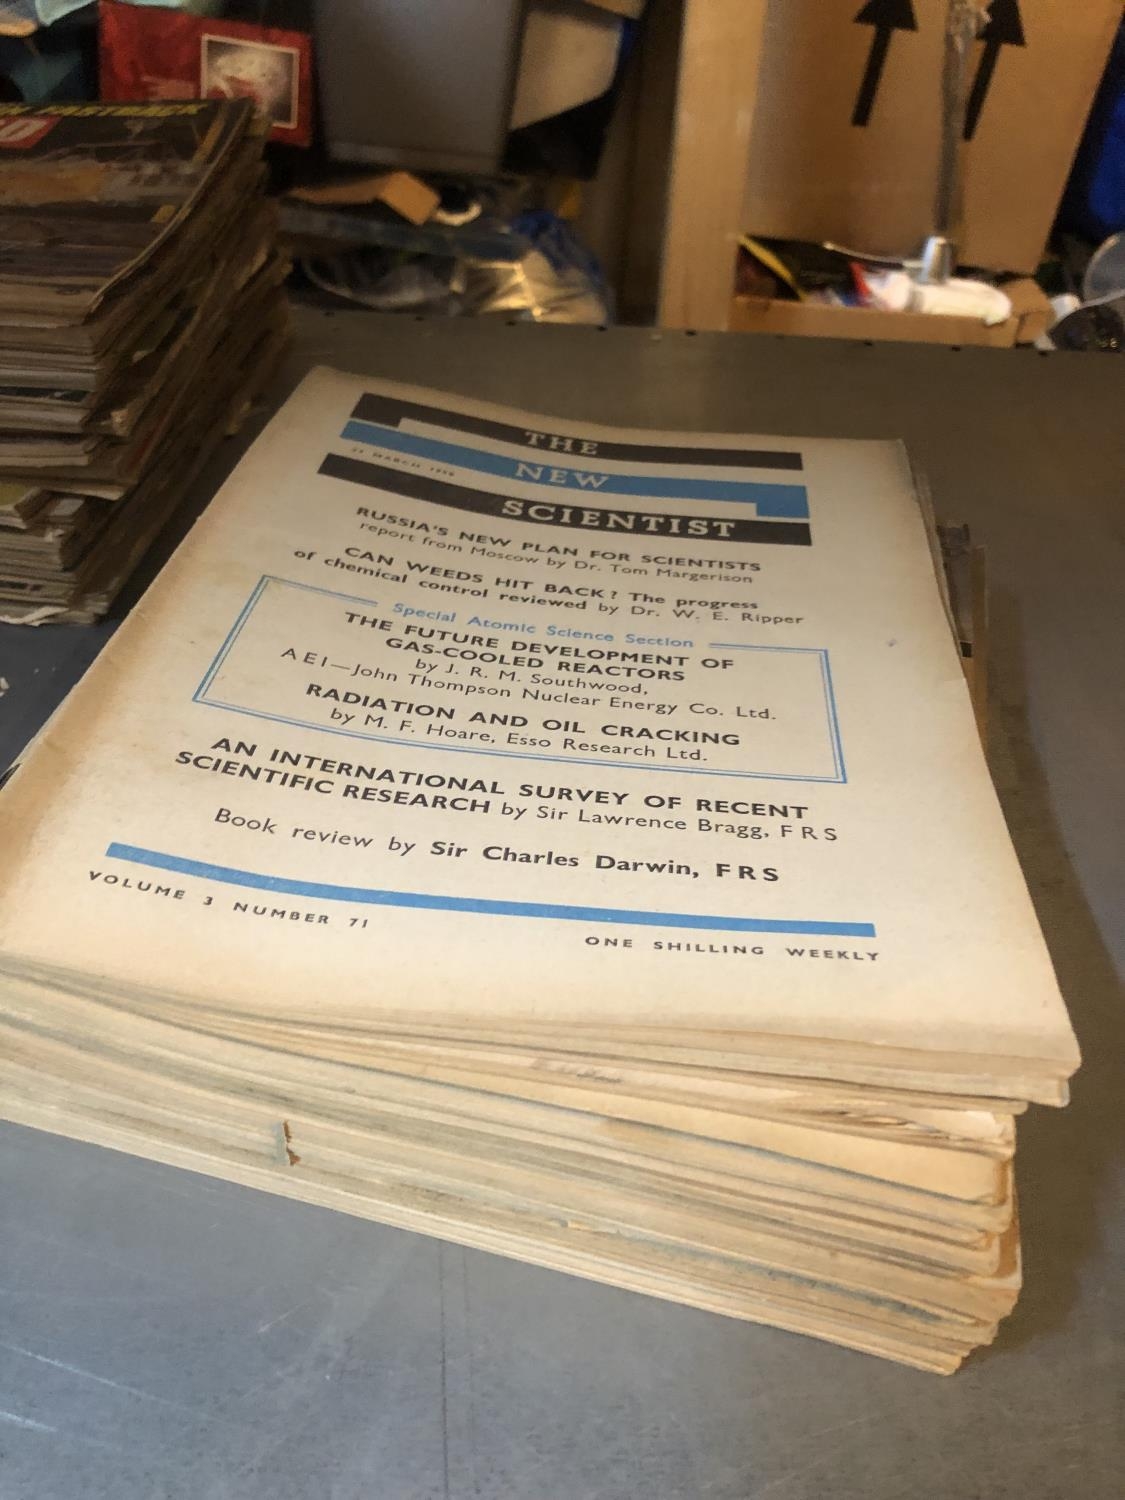 THE
NEW
MARCH
SCIENTIST
RUSSIA'S NEW PLAN FOR SCIENTISTS
report from Moscow by Dr. Tom Margerison
CAN WEEDS HIT BACK? The progress
of chemical control reviewed by Dr. W. E. Ripper
Special Atomic Science Section
THE FUTURE DEVELOPMENT OF
GAS-COOLED REACTORS
by J. R. M. Southwood,
A E I—John Thompson Nuclear Energy Co. Ltd.
RADIATION AND OIL CRACKING
by M. F. Hoare, Esso Research Ltd.
AN INTERNATIONAL SURVEY OF RECENT
SCIENTIFIC RESEARCH by Sir Lawrence Bragg, F R S
Book review by Sir Charles Darwin, F R S
VOLUME 3 NUMBER 71
ONE SHILLING WEEKLY